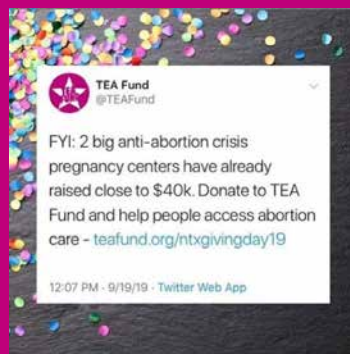 TEA Fund
@TEAFund
FYI: 2 big anti-abortion crisis
pregnancy centers have already
raised close to $40k. Donate to TEA
Fund and help people access abortion
care - teafund.org/ntxgivingday19
12:07 PM · 9/19/19 · Twitter Web App